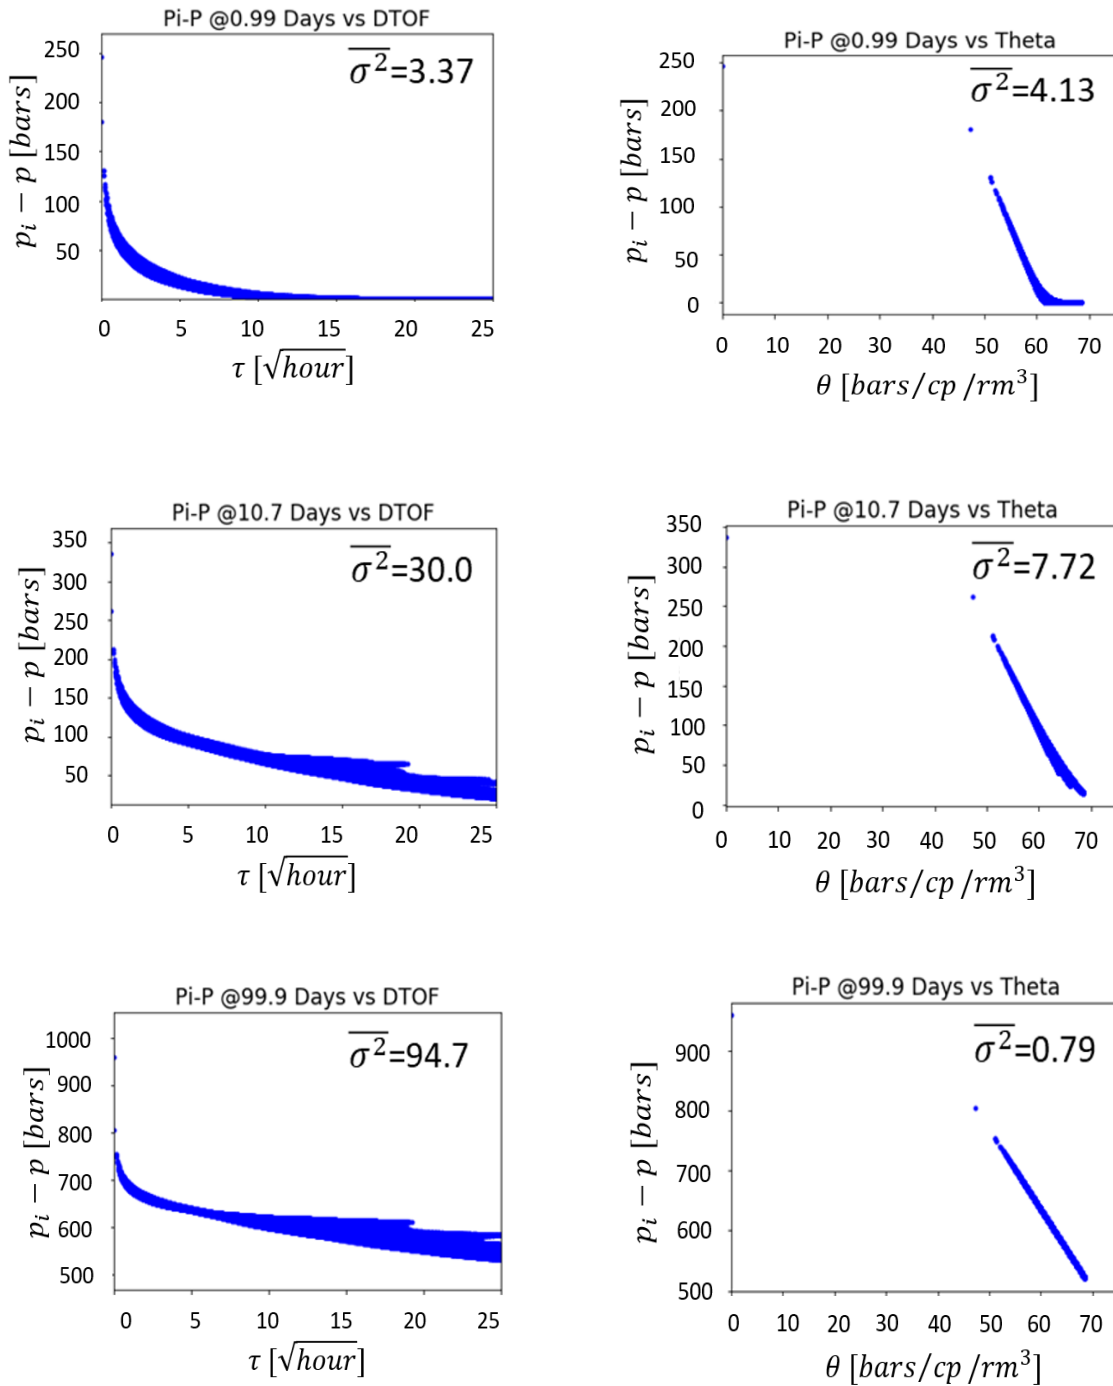 Pi-P @0.99 Days vs DTOF
σ²=3.37
p_i − p [bars]
250
200
150
100
50
0 5 10 15 20 25
τ [√hour]
Pi-P @0.99 Days vs Theta
σ²=4.13
p_i − p [bars]
250
200
150
100
50
0
0 10 20 30 40 50 60 70
θ [bars/cp /rm³]
Pi-P @10.7 Days vs DTOF
σ²=30.0
p_i − p [bars]
350
300
250
200
150
100
50
0 5 10 15 20 25
τ [√hour]
Pi-P @10.7 Days vs Theta
σ²=7.72
p_i − p [bars]
350
300
250
200
150
100
50
0
0 10 20 30 40 50 60 70
θ [bars/cp /rm³]
Pi-P @99.9 Days vs DTOF
σ²=94.7
p_i − p [bars]
1000
900
800
700
600
500
0 5 10 15 20 25
τ [√hour]
Pi-P @99.9 Days vs Theta
σ²=0.79
p_i − p [bars]
900
800
700
600
500
0 10 20 30 40 50 60 70
θ [bars/cp /rm³]